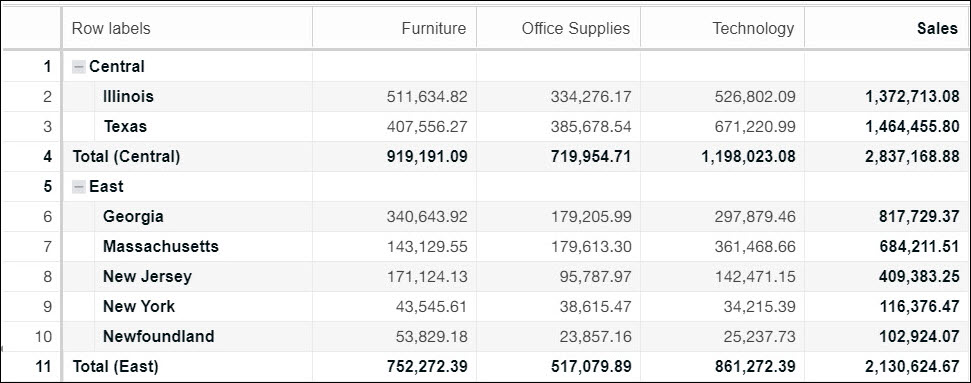 Row labels Furniture Office Supplies Technology Sales
1 Central
2 Illinois 511,634.82 334,276.17 526,802.09 1,372,713.08
3 Texas 407,556.27 385,678.54 671,220.99 1,464,455.80
4 Total (Central) 919,191.09 719,954.71 1,198,023.08 2,837,168.88
5 East
6 Georgia 340,643.92 179,205.99 297,879.46 817,729.37
7 Massachusetts 143,129.55 179,613.30 361,468.66 684,211.51
8 New Jersey 171,124.13 95,787.97 142,471.15 409,383.25
9 New York 43,545.61 38,615.47 34,215.39 116,376.47
10 Newfoundland 53,829.18 23,857.16 25,237.73 102,924.07
11 Total (East) 752,272.39 517,079.89 861,272.39 2,130,624.67